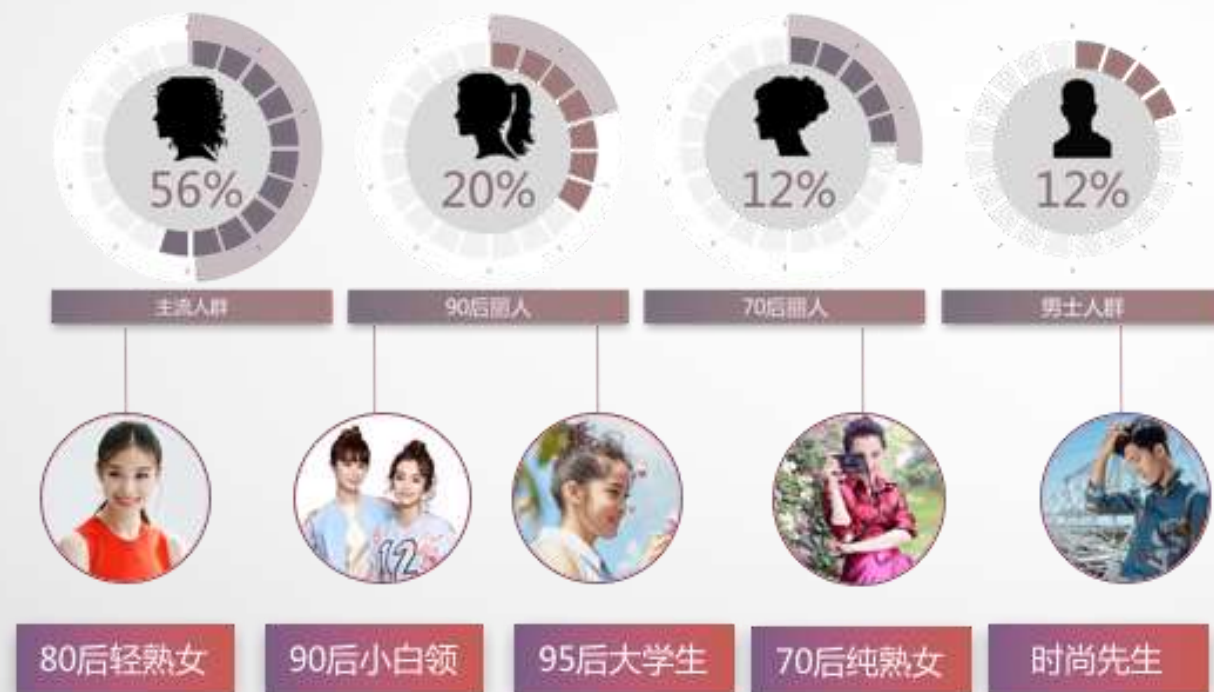 56%
20%
12%
12%
主流人群
90后丽人
70后丽人
男士人群
80后轻熟女
90后小白领
95后大学生
70后纯熟女
时尚先生